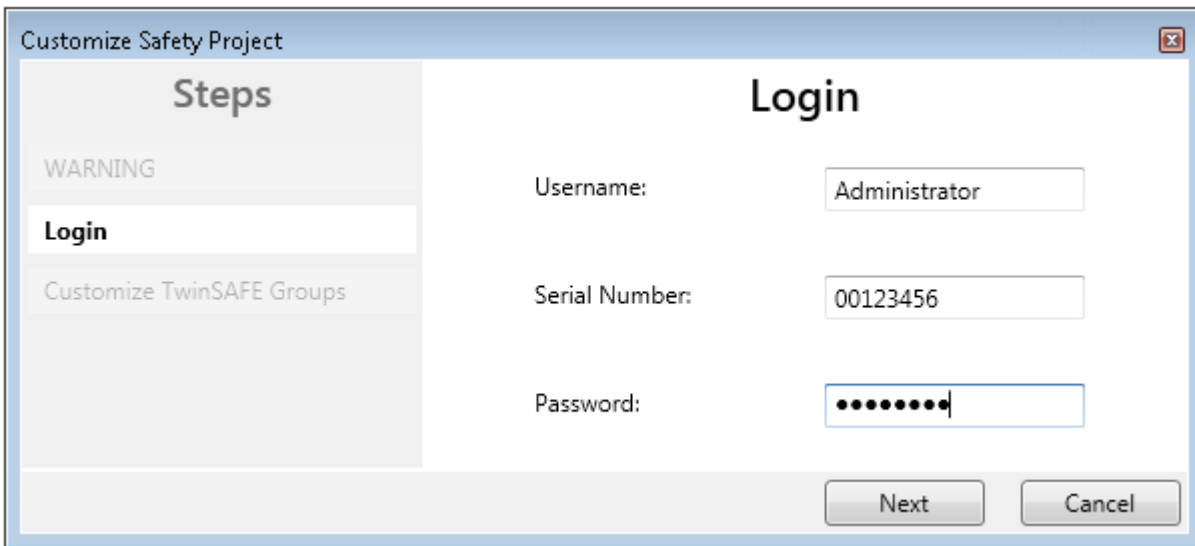 Customize Safety Project
Steps
WARNING
Login
Customize TwinSAFE Groups
Login
Username: Administrator
Serial Number: 00123456
Password: ●●●●●●●●
Next Cancel